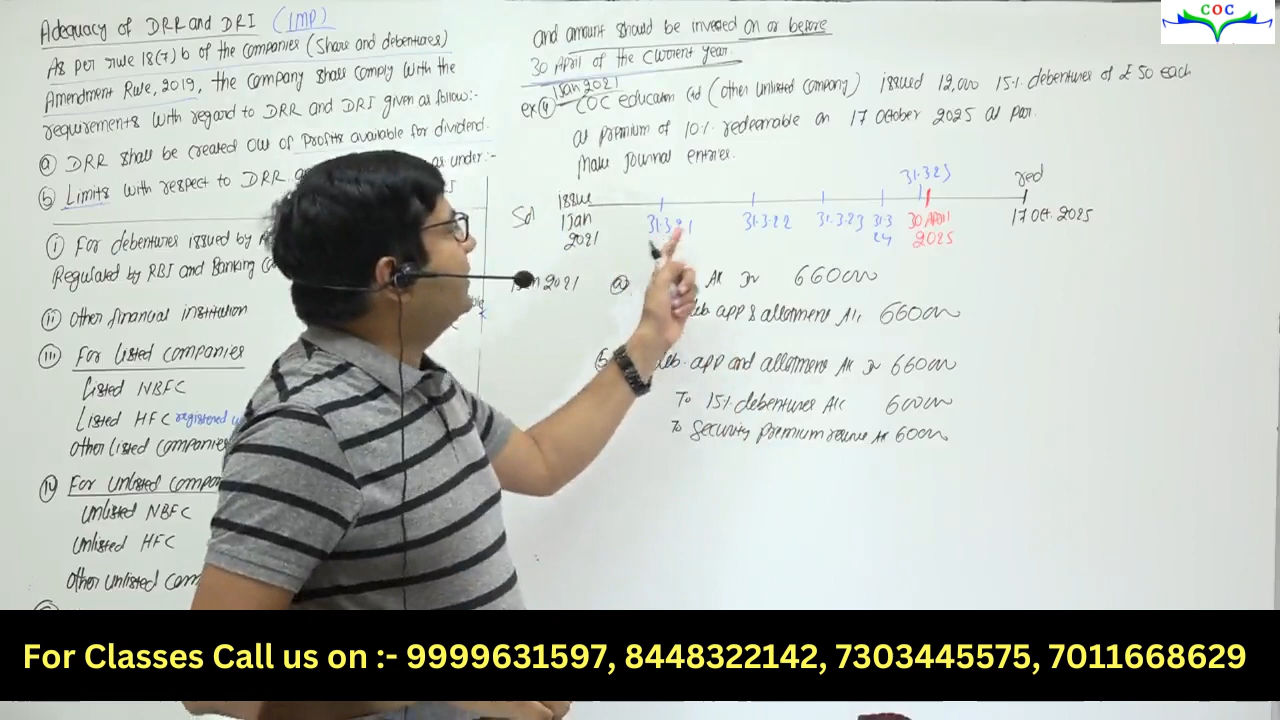 COC
Adequacy of DRR and DRI (IMP)
As per rule 18(7) b of the companies (Share and debentures)
Amendment Rule, 2019, the company shall comply with the
requirements with regard to DRR and DRI given as follow:-
(a) DRR shall be created out of Profits available for dividend.
(b) Limits with respect to DRR as under:-
(i) For debentures issued by
Regulated by RBI and Banking
(ii) other financial institution
(iii) For listed companies
Listed NBFC
Listed HFC registered
Other listed companies
(iv) For unlisted
unlisted NBFC
unlisted HFC
Other unlisted
and amount should be invested on or before
30 April of the current year.
1 Jan 2021
ex (4) COC education Ltd (other unlisted company) issued 12,000 15% debentures of ₹50 each
at premium of 10% redeemable on 17 October 2025 at par.
Make Journal entries.
Sol
issue
1 Jan
2021
31.3.21
31.3.22
31.3.23
31.3
24
31.3.25
30 April
2025
red
17 Oct. 2025
Jan 2021 (a) A/c Dr 660000
app & allotment A/c 660000
app and allotment A/c Dr 660000
To 15% debentures A/c 600000
To Security premium reserve A/c 60000
For Classes Call us on :- 9999631597, 8448322142, 7303445575, 7011668629